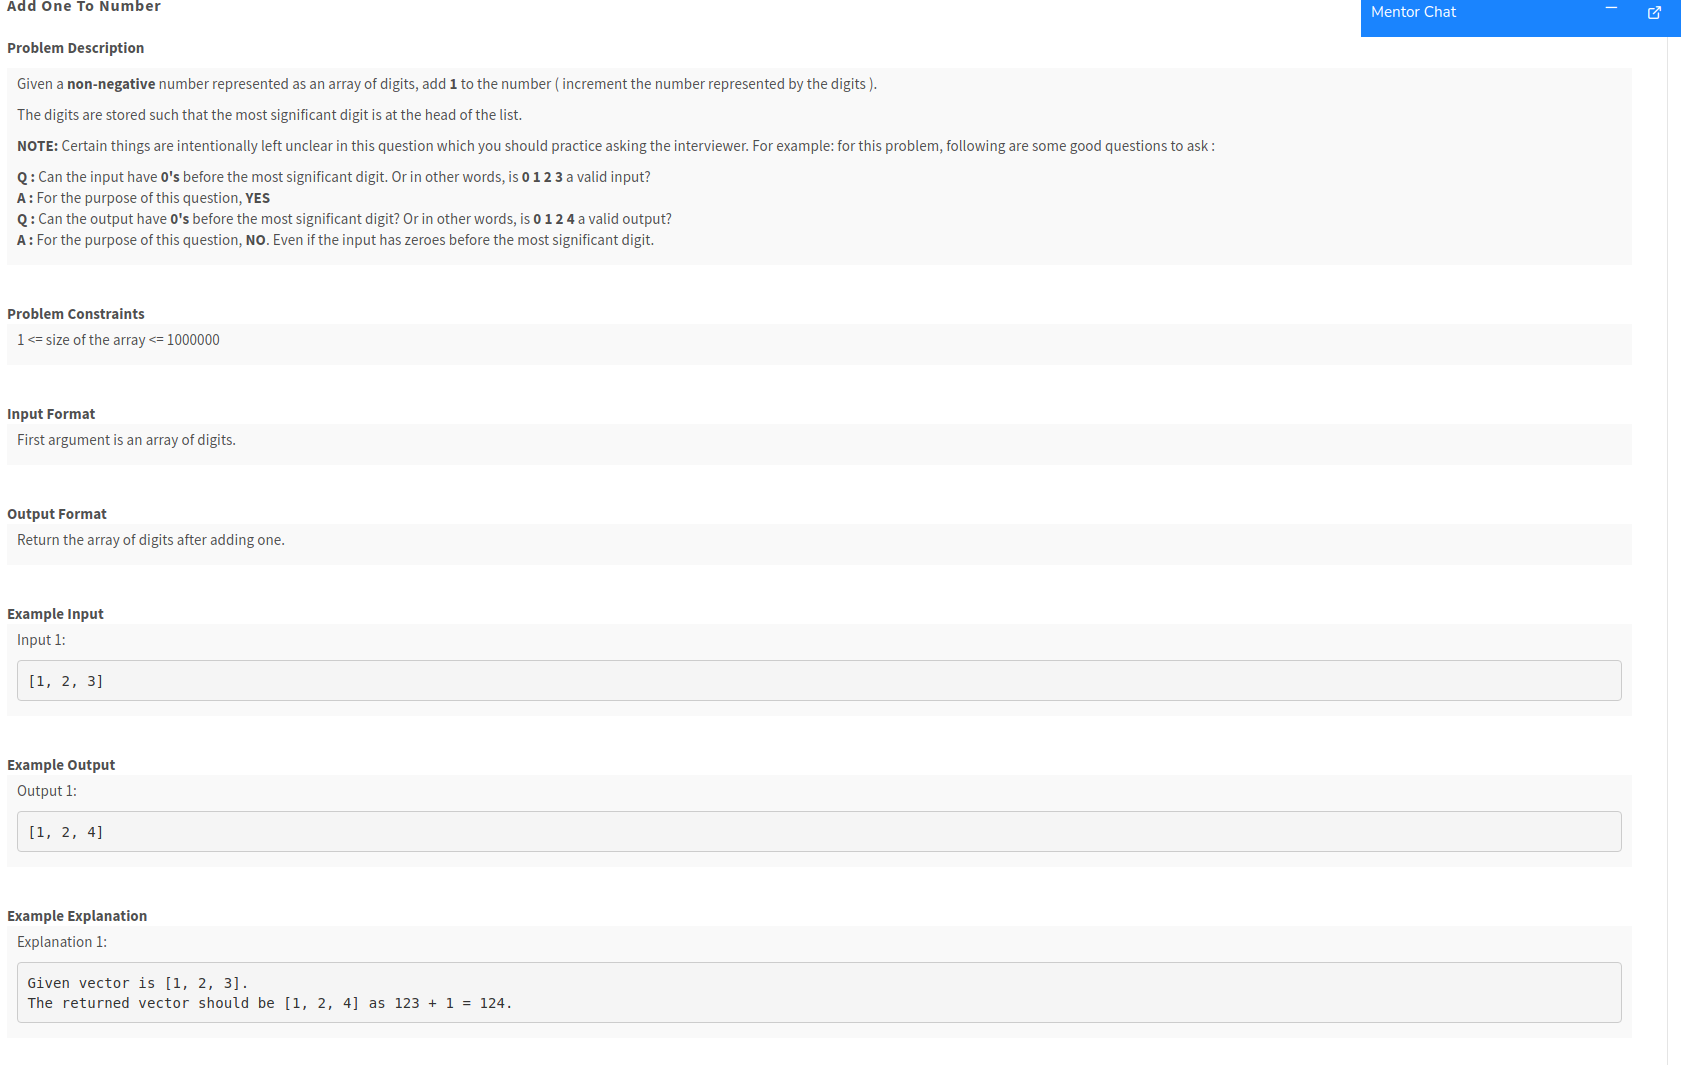 Add One To Number
Mentor Chat
Problem Description
Given a non-negative number represented as an array of digits, add 1 to the number ( increment the number represented by the digits ).
The digits are stored such that the most significant digit is at the head of the list.
NOTE: Certain things are intentionally left unclear in this question which you should practice asking the interviewer. For example: for this problem, following are some good questions to ask :
Q : Can the input have 0's before the most significant digit. Or in other words, is 0 1 2 3 a valid input?
A : For the purpose of this question, YES
Q : Can the output have 0's before the most significant digit? Or in other words, is 0 1 2 4 a valid output?
A : For the purpose of this question, NO. Even if the input has zeroes before the most significant digit.
Problem Constraints
1 <= size of the array <= 1000000
Input Format
First argument is an array of digits.
Output Format
Return the array of digits after adding one.
Example Input
Input 1:
[1, 2, 3]
Example Output
Output 1:
[1, 2, 4]
Example Explanation
Explanation 1:
Given vector is [1, 2, 3].
The returned vector should be [1, 2, 4] as 123 + 1 = 124.